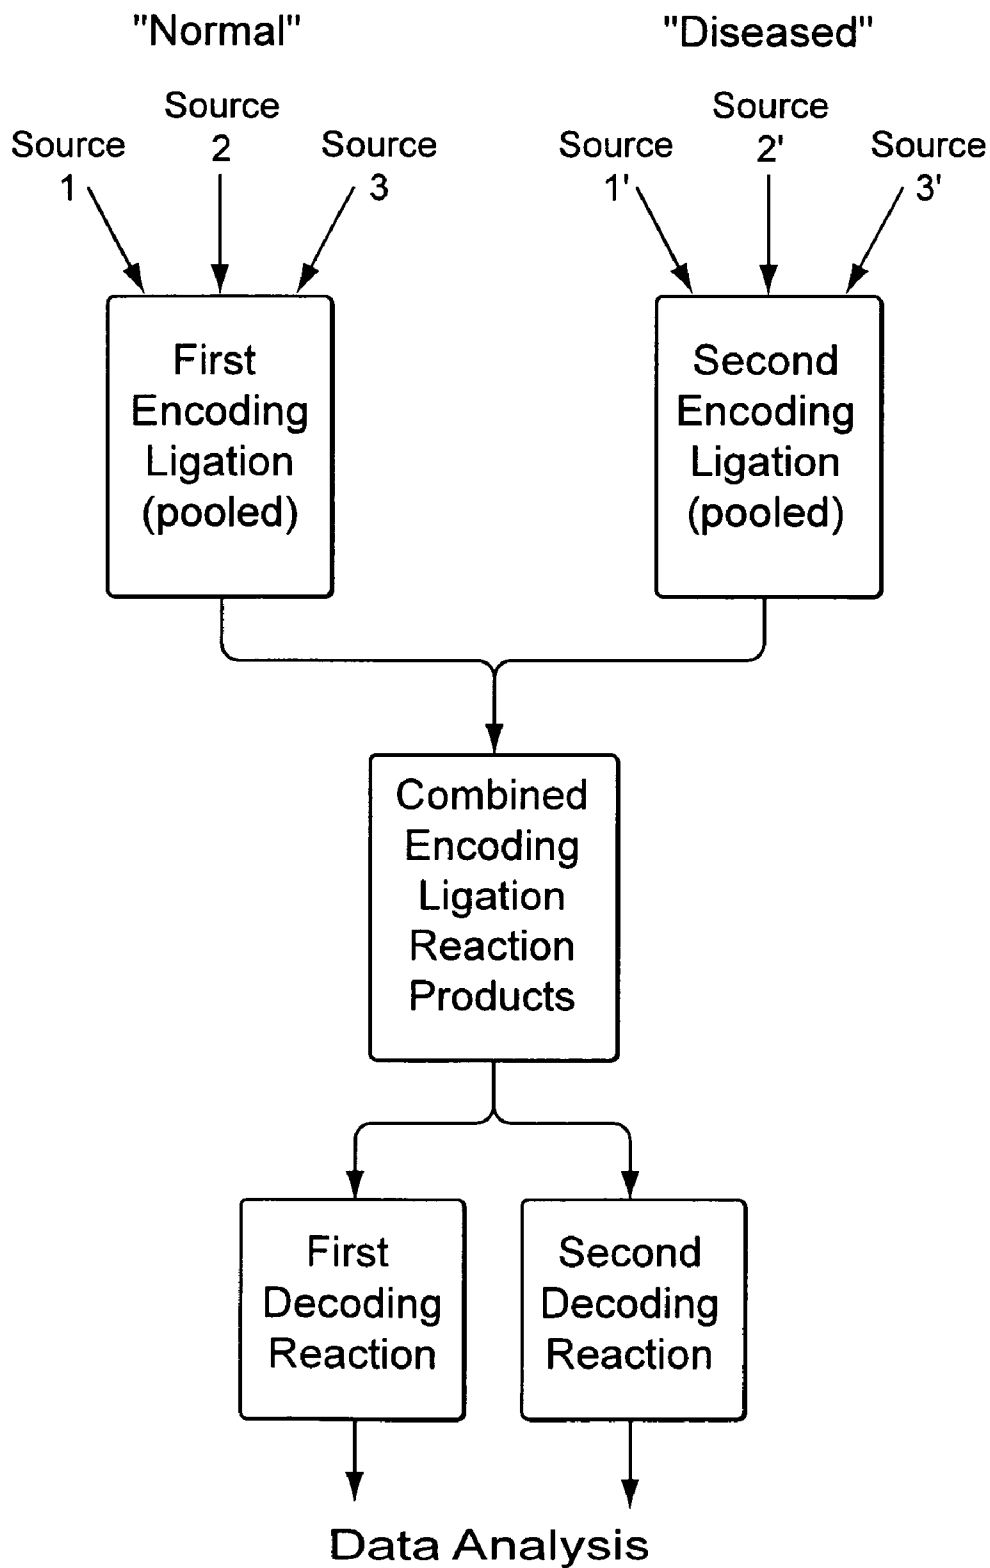 "Normal"
"Diseased"
Source
1
Source
2
Source
3
Source
1'
Source
2'
Source
3'
First
Encoding
Ligation
(pooled)
Second
Encoding
Ligation
(pooled)
Combined
Encoding
Ligation
Reaction
Products
First
Decoding
Reaction
Second
Decoding
Reaction
Data Analysis